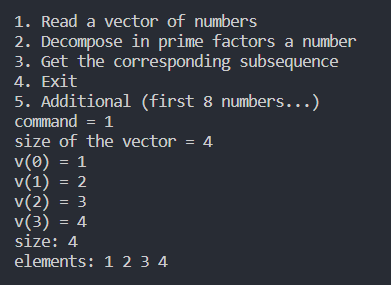 1. Read a vector of numbers
2. Decompose in prime factors a number
3. Get the corresponding subsequence
4. Exit
5. Additional (first 8 numbers...)
command = 1
size of the vector = 4
v(0) = 1
v(1) = 2
v(2) = 3
v(3) = 4
size: 4
elements: 1 2 3 4